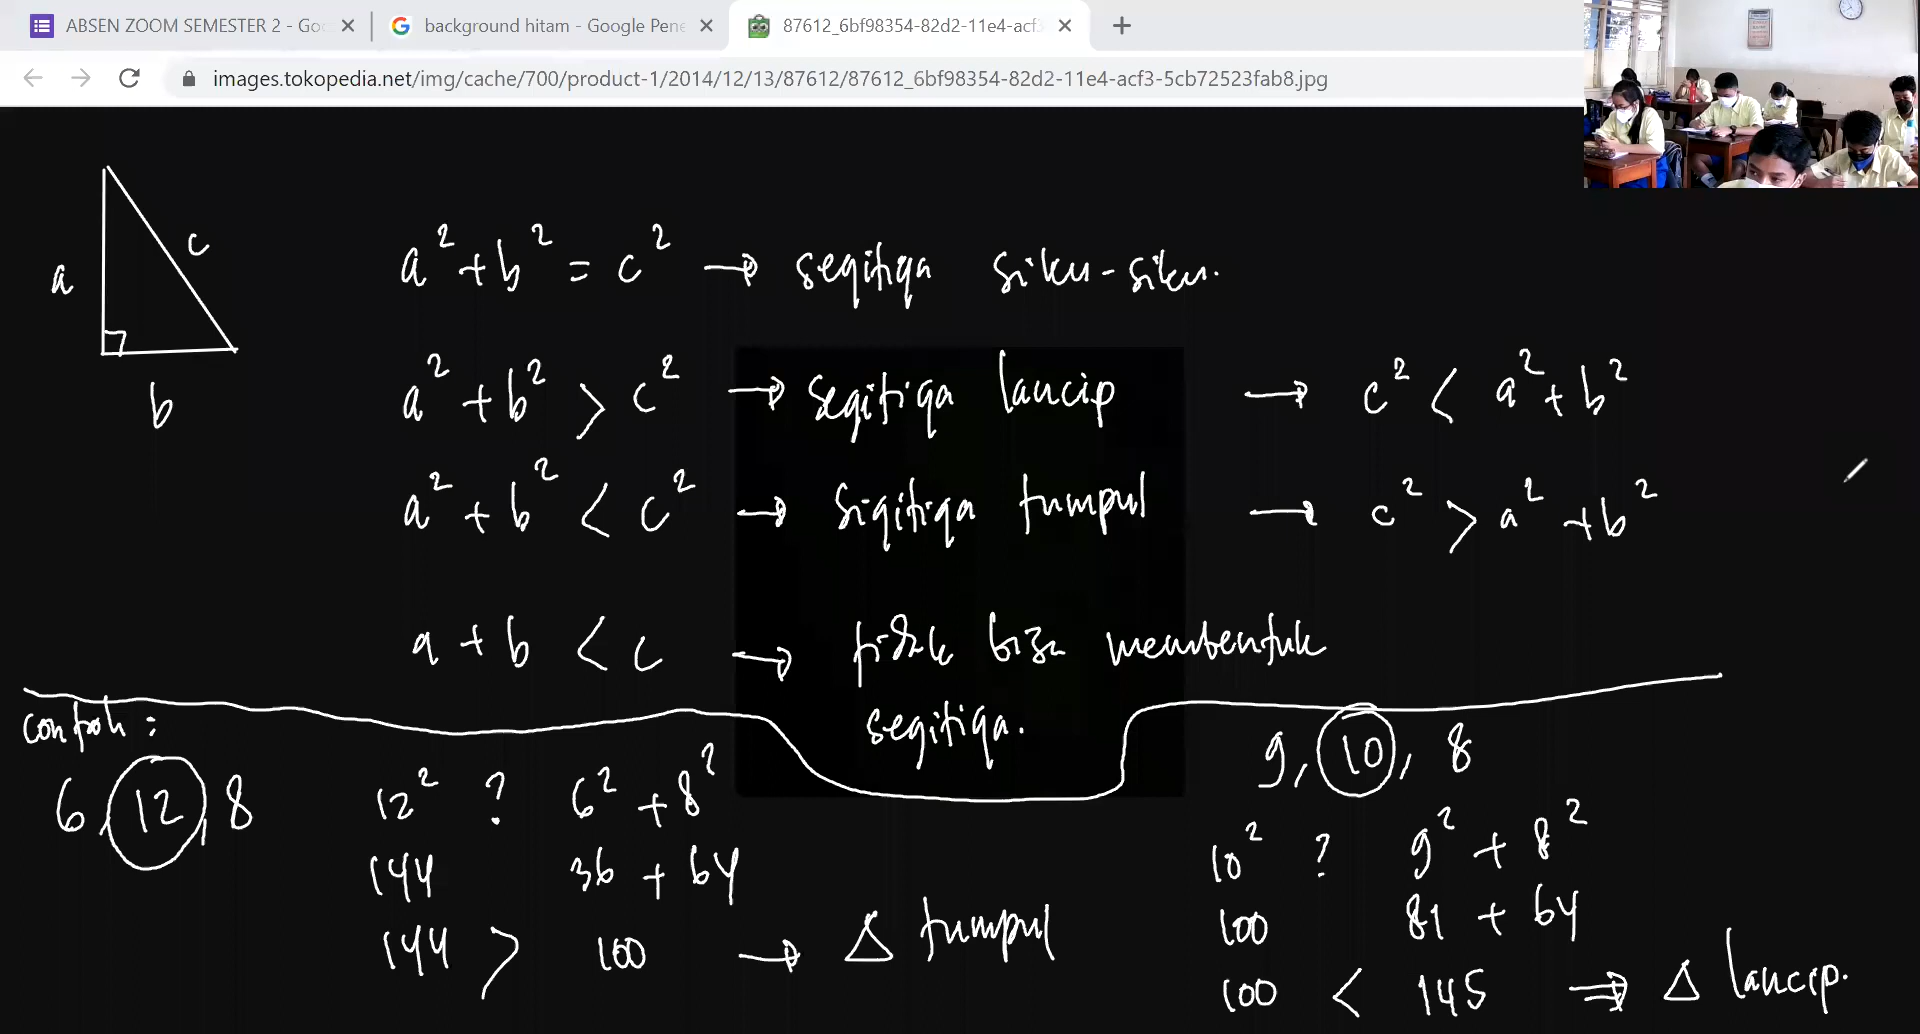 ABSEN ZOOM SEMESTER 2 - Goo
background hitam - Google Pene
87612_6bf98354-82d2-11e4-acf3
images.tokopedia.net/img/cache/700/product-1/2014/12/13/87612/87612_6bf98354-82d2-11e4-acf3-5cb72523fab8.jpg
a
c
b
a² + b² = c² → segitiga siku-siku.
a² + b² > c² → segitiga lancip → c² < a² + b²
a² + b² < c² → sigitiga tumpul → c² > a² + b²
a + b < c → tidak bisa membentuk
segitiga.
contoh :
6, 12, 8
12² ? 6² + 8²
144 36 + 64
144 > 100 → Δ tumpul
9, 10, 8
10² ? 9² + 8²
100 81 + 64
100 < 145 ⇒ Δ lancip.